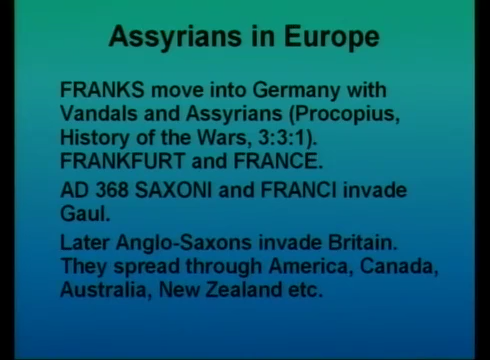 Assyrians in Europe
FRANKS move into Germany with
Vandals and Assyrians (Procopius,
History of the Wars, 3:3:1).
FRANKFURT and FRANCE.
AD 368 SAXONI and FRANCI invade
Gaul.
Later Anglo-Saxons invade Britain.
They spread through America, Canada,
Australia, New Zealand etc.